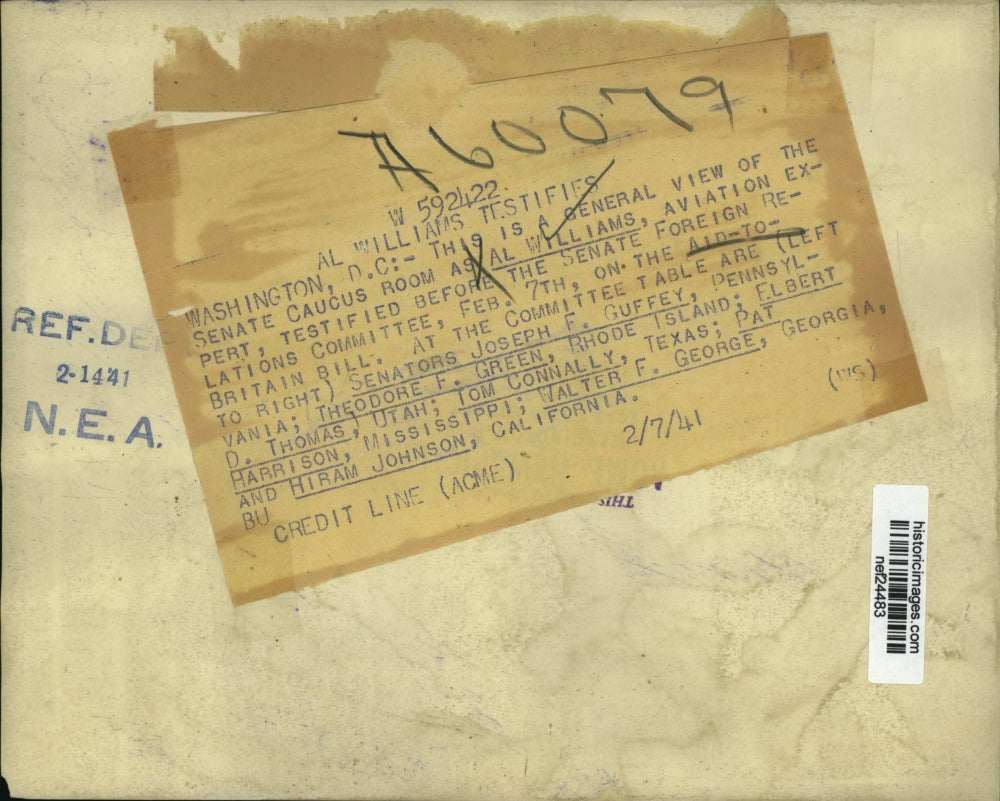 A60079
W 592422
AL WILLIAMS TESTIFIES
WASHINGTON, D.C:- THIS IS A GENERAL VIEW OF THE
SENATE CAUCUS ROOM AS AL WILLIAMS, AVIATION EX-
PERT, TESTIFIED BEFORE THE SENATE FOREIGN RE-
LATIONS COMMITTEE, FEB. 7TH, ON THE AID-TO-
BRITAIN BILL. AT THE COMMITTEE TABLE ARE (LEFT
TO RIGHT) SENATORS JOSEPH F. GUFFEY, PENNSYL-
VANIA; THEODORE F. GREEN, RHODE ISLAND; ELBERT
D. THOMAS, UTAH; TOM CONNALLY, TEXAS; PAT
HARRISON, MISSISSIPPI; WALTER F. GEORGE, GEORGIA,
AND HIRAM JOHNSON, CALIFORNIA.
BU
CREDIT LINE (ACME) 2/7/41 (WS)
REF.DE
2-1441
N.E.A.
THIS
historicimages.com
nef24483